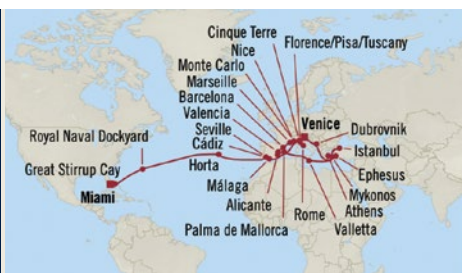 Cinque Terre
Nice
Florence/Pisa/Tuscany
Monte Carlo
Marseille
Barcelona
Venice
Valencia
Dubrovnik
Royal Naval Dockyard
Seville
Istanbul
Cádiz
Great Stirrup Cay
Horta
Ephesus
Miami
Málaga
Mykonos
Alicante
Athens
Rome
Palma de Mallorca
Valletta